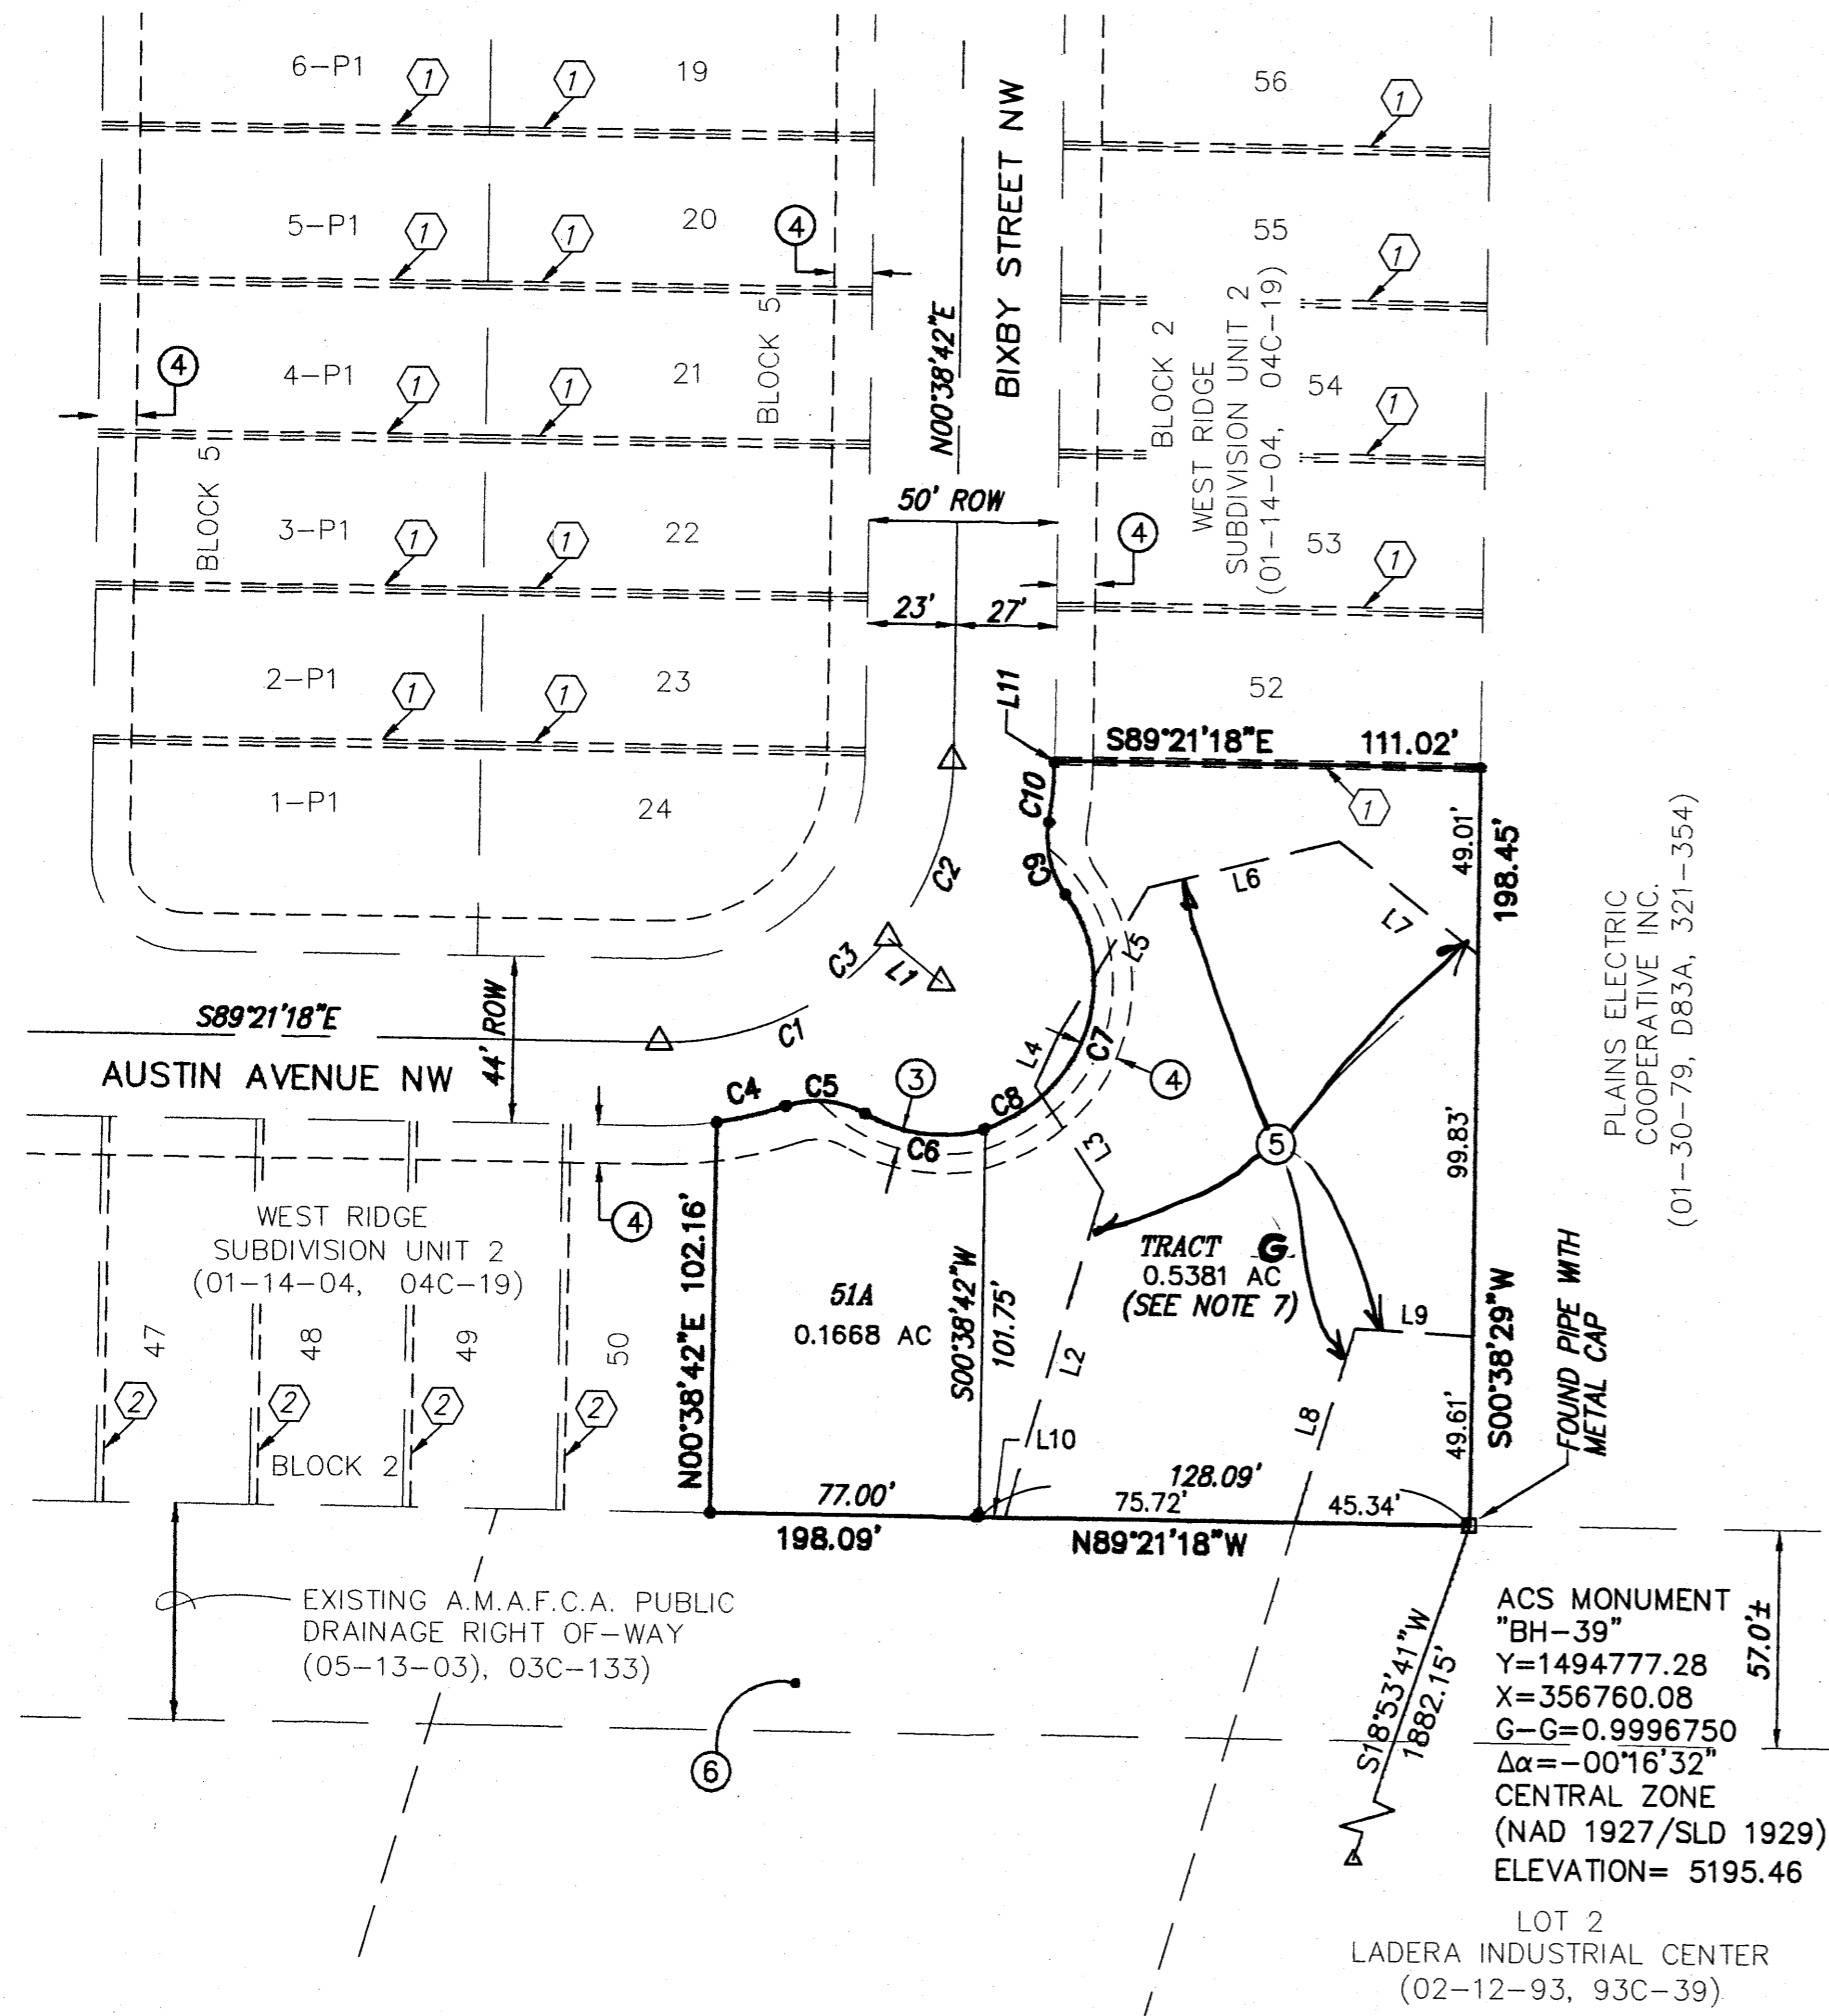 6-P1
1
1
19
56
1
BIXBY STREET NW
N00°38'42"E
5-P1
1
1
20
4
55
1
4
4-P1
1
1
21
BLOCK 5
BLOCK 2
WEST RIDGE
SUBDIVISION UNIT 2
(01-14-04, 04C-19)
54
1
BLOCK 5
3-P1
1
1
22
50' ROW
4
53
1
23'
27'
2-P1
1
1
23
L11
52
S89°21'18"E
111.02'
1-P1
24
C10
1
49.01'
198.45'
PLAINS ELECTRIC
COOPERATIVE INC.
(01-30-79, D83A, 321-354)
C2
C9
L6
L7
C3
L1
L5
S89°21'18"E
44' ROW
C1
L4
C7
AUSTIN AVENUE NW
C4
C5
3
C8
4
C6
L3
5
99.83'
WEST RIDGE
SUBDIVISION UNIT 2
(01-14-04, 04C-19)
4
N00°38'42"E 102.16'
TRACT G
0.5381 AC
(SEE NOTE 7)
51A
0.1668 AC
S00°38'42"W
101.75'
L2
L9
S00°38'29"W
FOUND PIPE WITH
METAL CAP
47
48
49
50
2
2
2
2
BLOCK 2
L8
49.61'
L10
128.09'
77.00'
75.72'
45.34'
198.09'
N89°21'18"W
EXISTING A.M.A.F.C.A. PUBLIC
DRAINAGE RIGHT OF-WAY
(05-13-03), 03C-133)
6
S18°53'41"W
1882.15'
57.0'±
ACS MONUMENT
"BH-39"
Y=1494777.28
X=356760.08
G-G=0.9996750
Δα=-00°16'32"
CENTRAL ZONE
(NAD 1927/SLD 1929)
ELEVATION= 5195.46
LOT 2
LADERA INDUSTRIAL CENTER
(02-12-93, 93C-39)